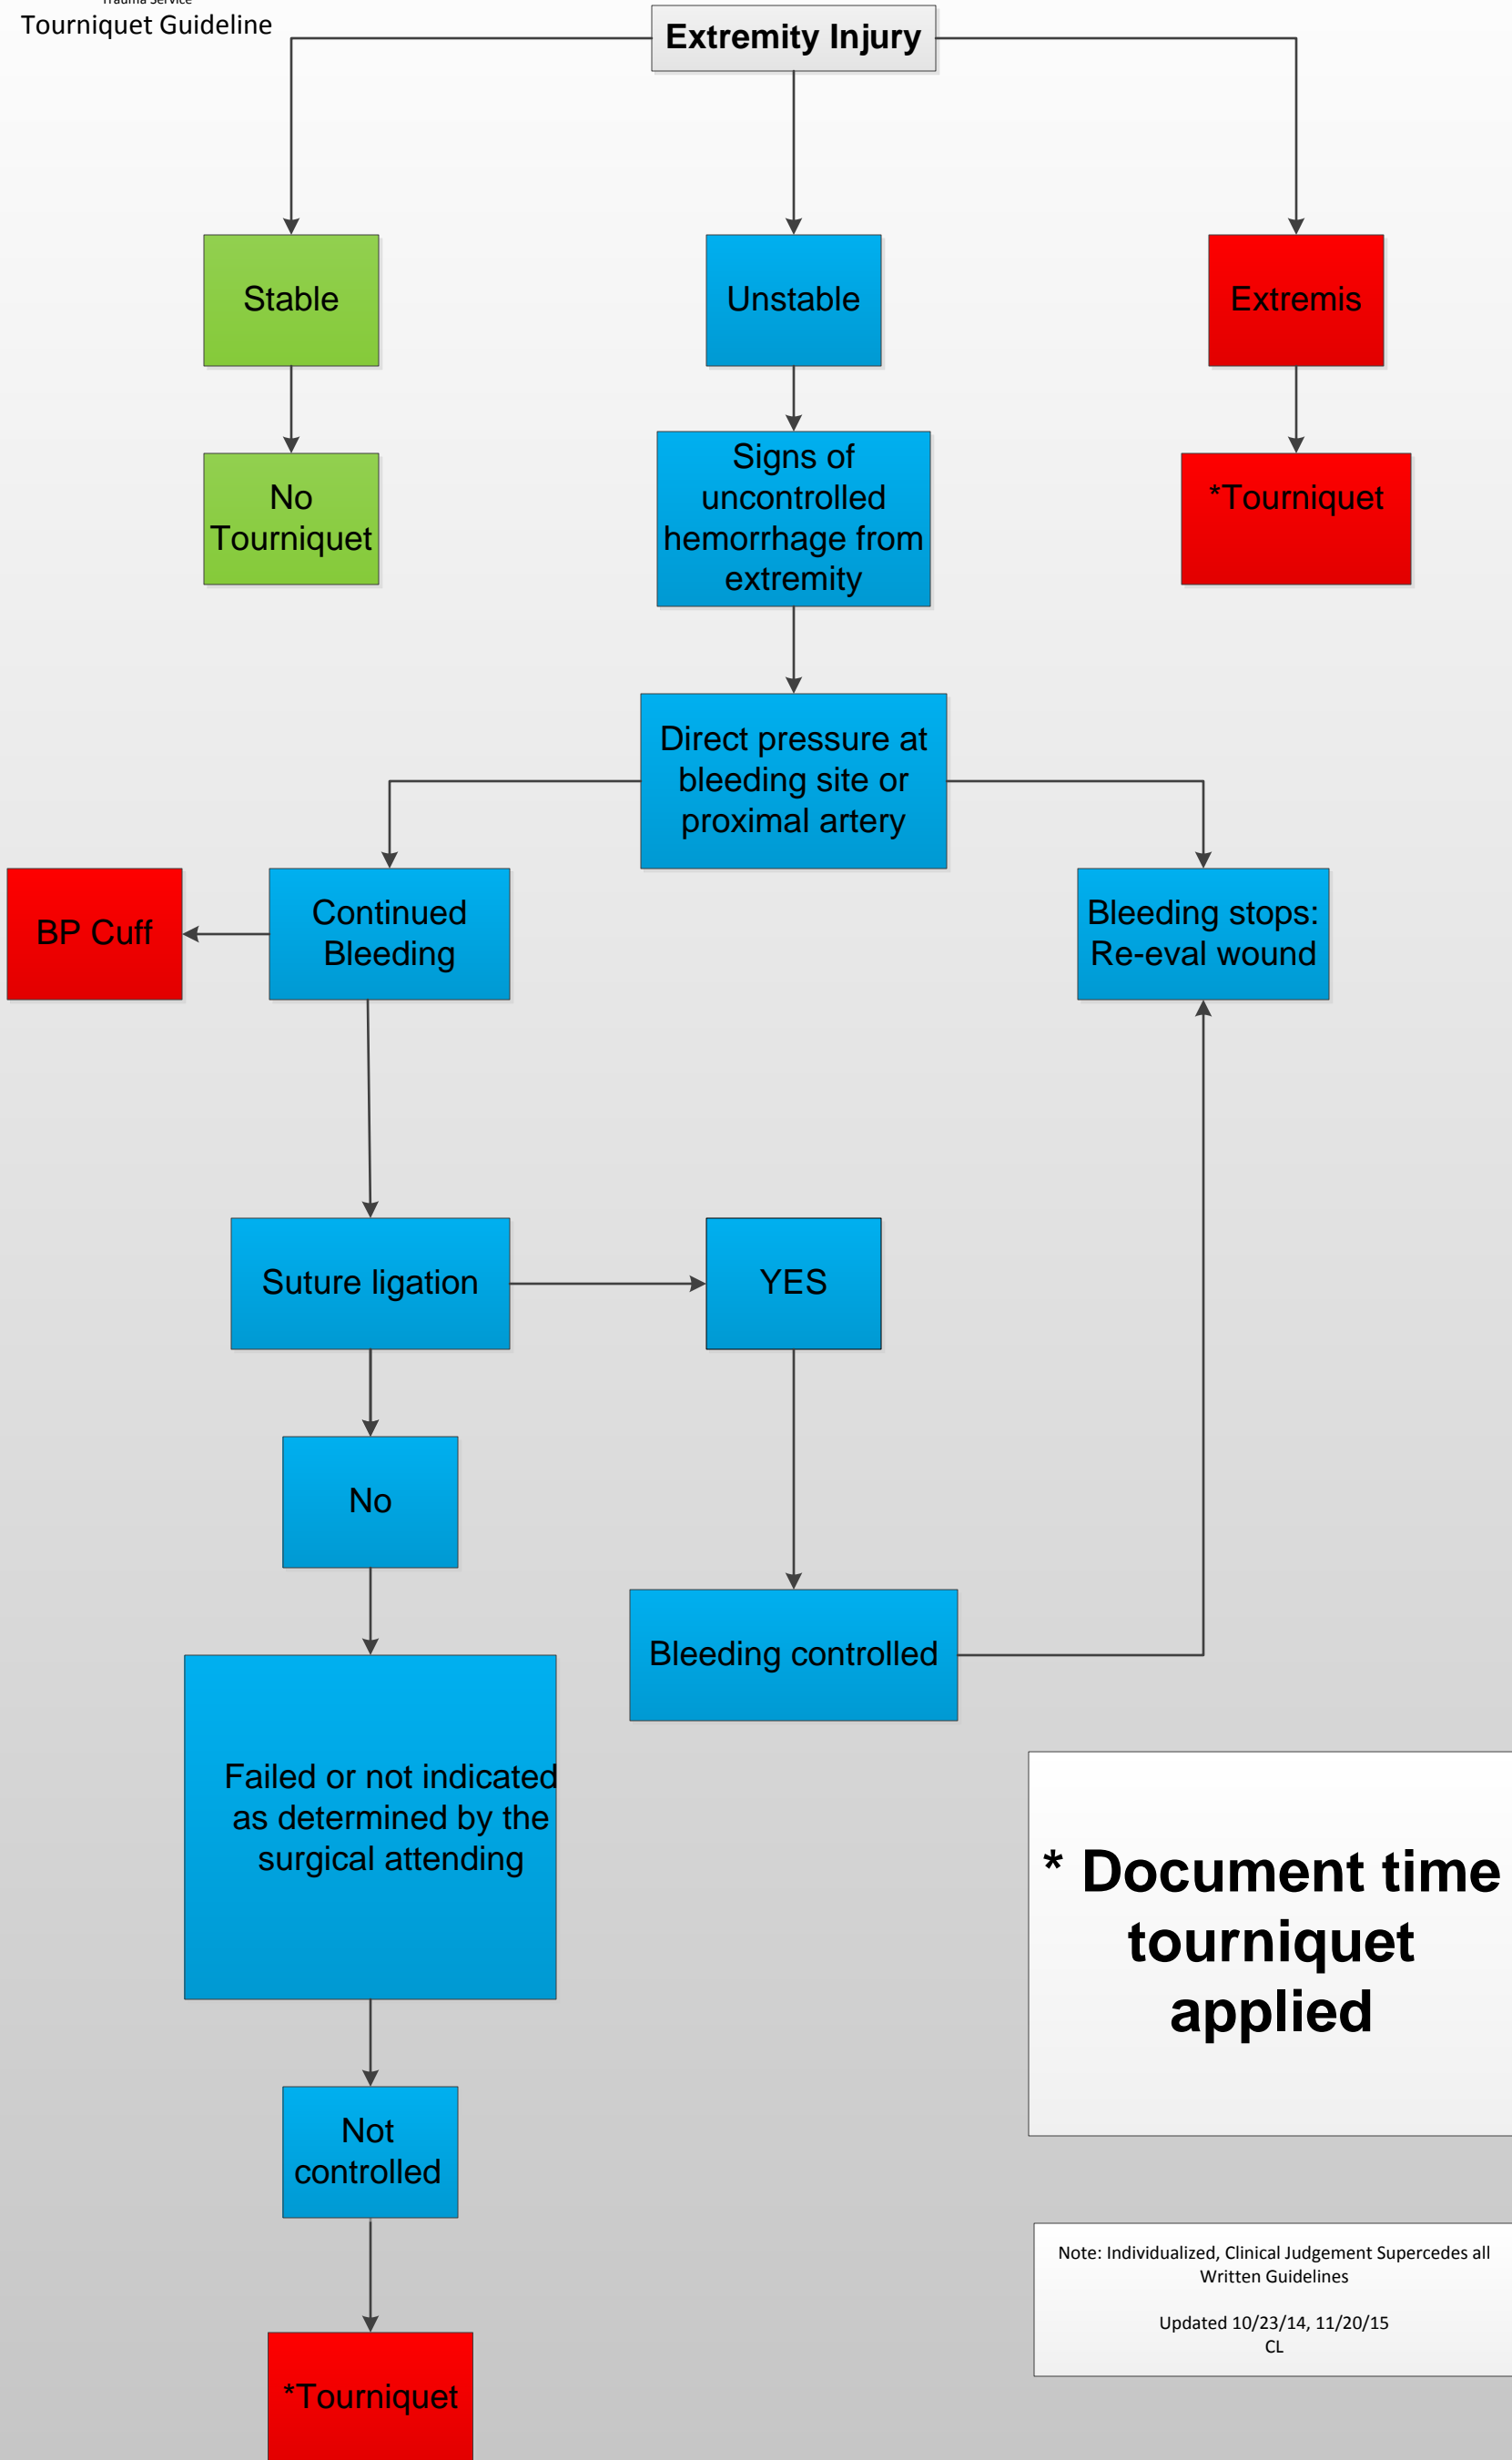 Trauma Service
Tourniquet Guideline
Extremity Injury
Stable
Unstable
Extremis
No
Tourniquet
Signs of
uncontrolled
hemorrhage from
extremity
*Tourniquet
Direct pressure at
bleeding site or
proximal artery
BP Cuff
Continued
Bleeding
Bleeding stops:
Re-eval wound
Suture ligation
YES
No
Bleeding controlled
Failed or not indicated
as determined by the
surgical attending
* Document time
tourniquet
applied
Not
controlled
Note: Individualized, Clinical Judgement Supercedes all
Written Guidelines
Updated 10/23/14, 11/20/15
CL
*Tourniquet